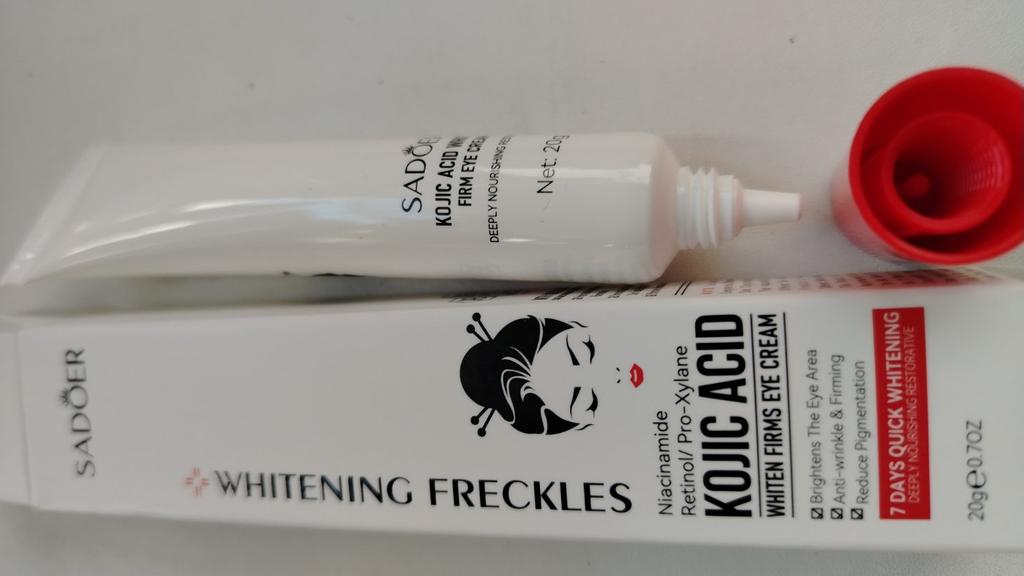 SADOER
KOJIC ACID
FIRM EYE
DEEPLY NOURISHING
Net: 20g
SADOER
WHITENING FRECKLES
Niacinamide
Retinol/ Pro-Xylane
KOJIC ACID
WHITEN FIRMS EYE CREAM
Brightens The Eye Area
Anti-wrinkle & Firming
Reduce Pigmentation
7 DAYS QUICK WHITENING
DEEPLY NOURISHING RESTORATIVE
20g℮0.7OZ